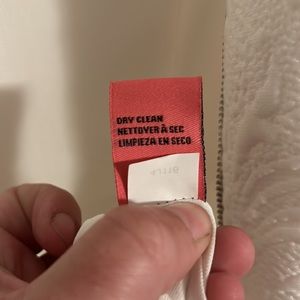 DRY CLEAN
NETTOYER À SEC
LIMPIEZA EN SECO